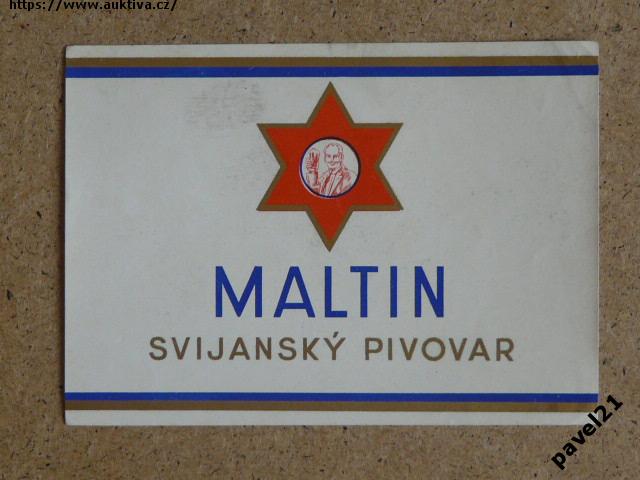 https://www.auktiva.cz/
MALTIN
SVIJANSKÝ PIVOVAR
pavel21